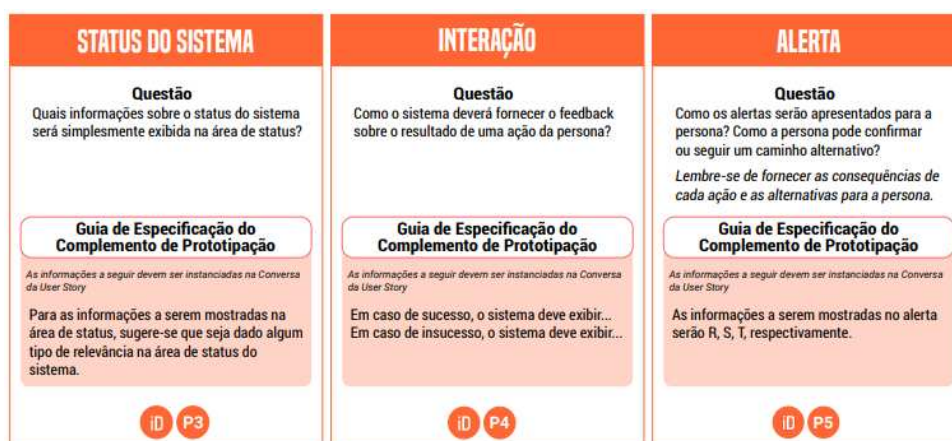 STATUS DO SISTEMA
Questão
Quais informações sobre o status do sistema
será simplesmente exibida na área de status?
Guia de Especificação do
Complemento de Prototipação
As informações a seguir devem ser instanciadas na Conversa
da User Story
Para as informações a serem mostradas na
área de status, sugere-se que seja dado algum
tipo de relevância na área de status do
sistema.
iD P3
INTERAÇÃO
Questão
Como o sistema deverá fornecer o feedback
sobre o resultado de uma ação da persona?
Guia de Especificação do
Complemento de Prototipação
As informações a seguir devem ser instanciadas na Conversa
da User Story
Em caso de sucesso, o sistema deve exibir...
Em caso de insucesso, o sistema deve exibir...
iD P4
ALERTA
Questão
Como os alertas serão apresentados para a
persona? Como a persona pode confirmar
ou seguir um caminho alternativo?
Lembre-se de fornecer as consequências de
cada ação e as alternativas para a persona.
Guia de Especificação do
Complemento de Prototipação
As informações a seguir devem ser instanciadas na Conversa
da User Story
As informações a serem mostradas no alerta
serão R, S, T, respectivamente.
iD P5